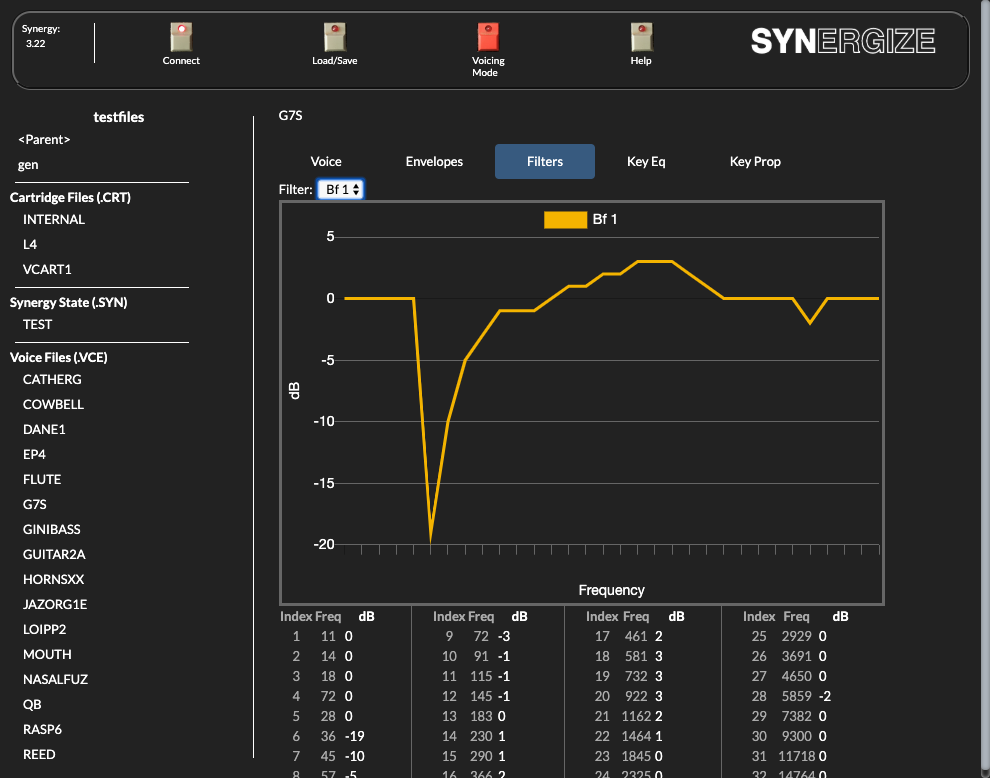 Synergy:
3.22
Connect
Load/Save
Voicing
Mode
Help
SYNERGIZE
testfiles
<Parent>
gen
Cartridge Files (.CRT)
INTERNAL
L4
VCART1
Synergy State (.SYN)
TEST
Voice Files (.VCE)
CATHERG
COWBELL
DANE1
EP4
FLUTE
G7S
GINIBASS
GUITAR2A
HORNSXX
JAZORG1E
LOIPP2
MOUTH
NASALFUZ
QB
RASP6
REED
G7S
Voice Envelopes Filters Key Eq Key Prop
Filter: Bf 1
Bf 1
5
0
-5
-10
-15
-20
dB
Frequency
Index Freq dB Index Freq dB Index Freq dB Index Freq dB
1 11 0 9 72 -3 17 461 2 25 2929 0
2 14 0 10 91 -1 18 581 3 26 3691 0
3 18 0 11 115 -1 19 732 3 27 4650 0
4 72 0 12 145 -1 20 922 3 28 5859 -2
5 28 0 13 183 0 21 1162 2 29 7382 0
6 36 -19 14 230 1 22 1464 1 30 9300 0
7 45 -10 15 290 1 23 1845 0 31 11718 0
8 57 -5 16 366 2 24 2325 0 32 14764 0